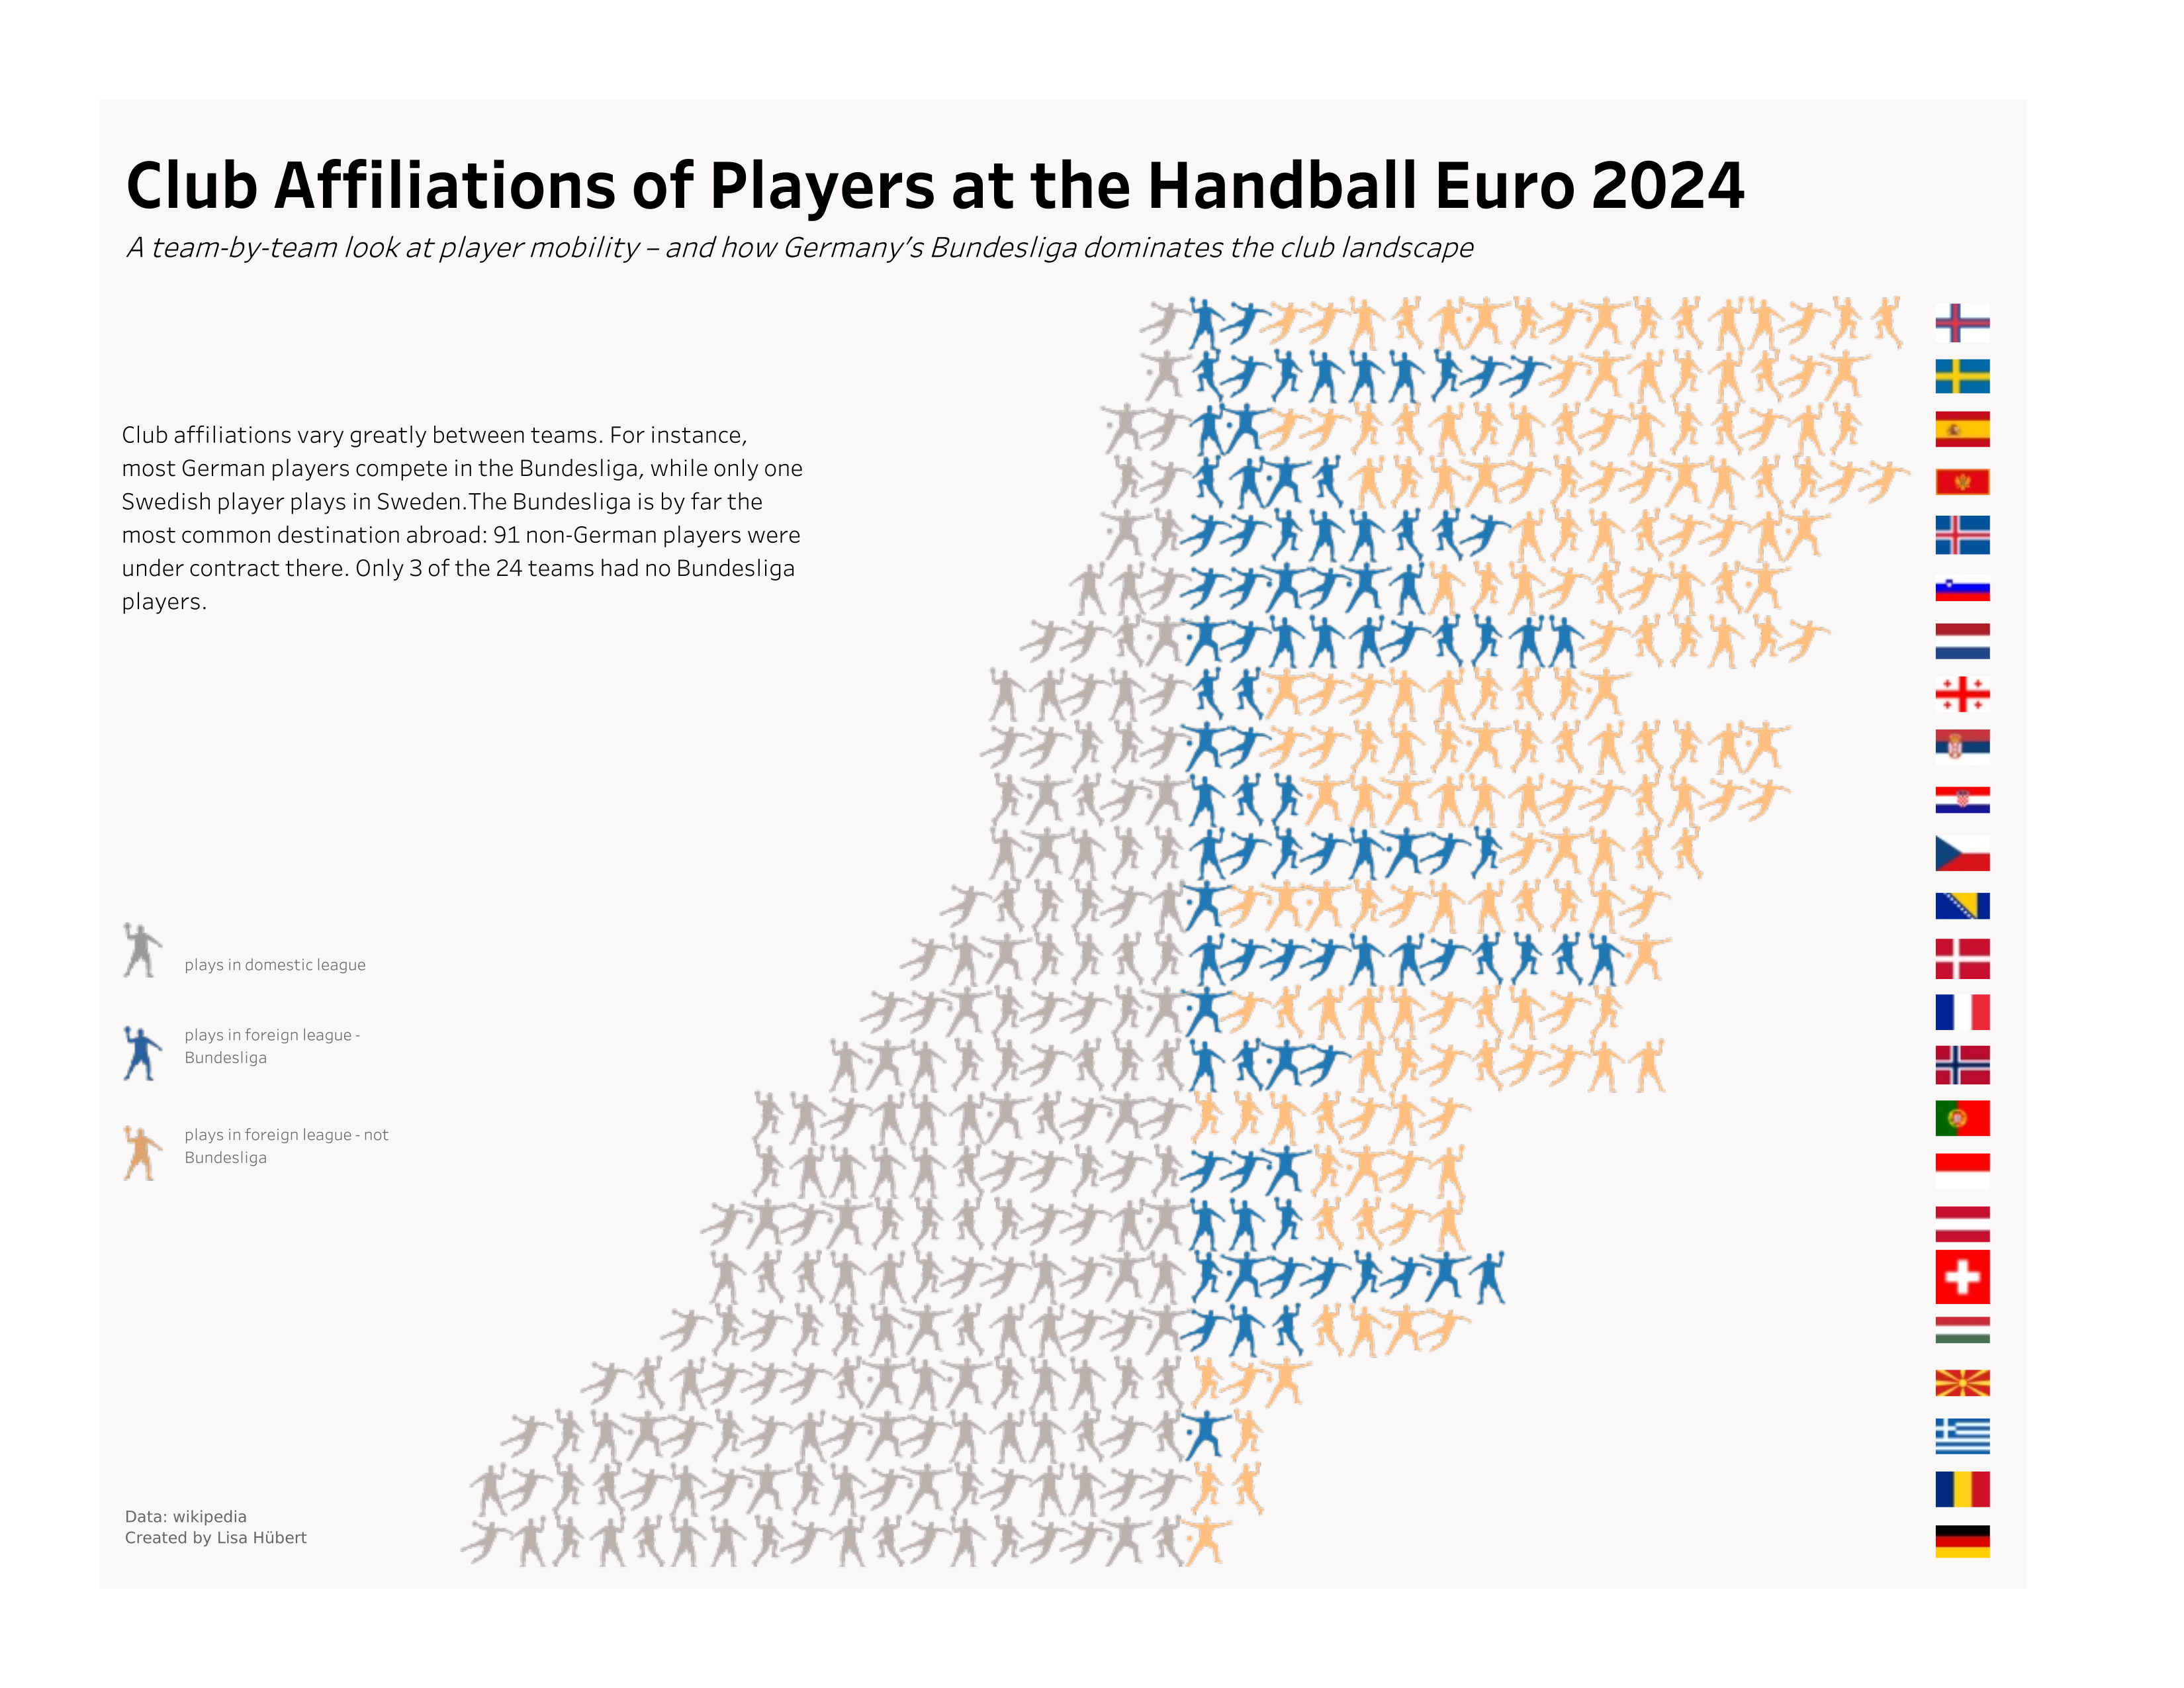 Club Affiliations of Players at the Handball Euro 2024
A team-by-team look at player mobility – and how Germany's Bundesliga dominates the club landscape
Club affiliations vary greatly between teams. For instance,
most German players compete in the Bundesliga, while only one
Swedish player plays in Sweden.The Bundesliga is by far the
most common destination abroad: 91 non-German players were
under contract there. Only 3 of the 24 teams had no Bundesliga
players.
plays in domestic league
plays in foreign league -
Bundesliga
plays in foreign league - not
Bundesliga
Data: wikipedia
Created by Lisa Hübert